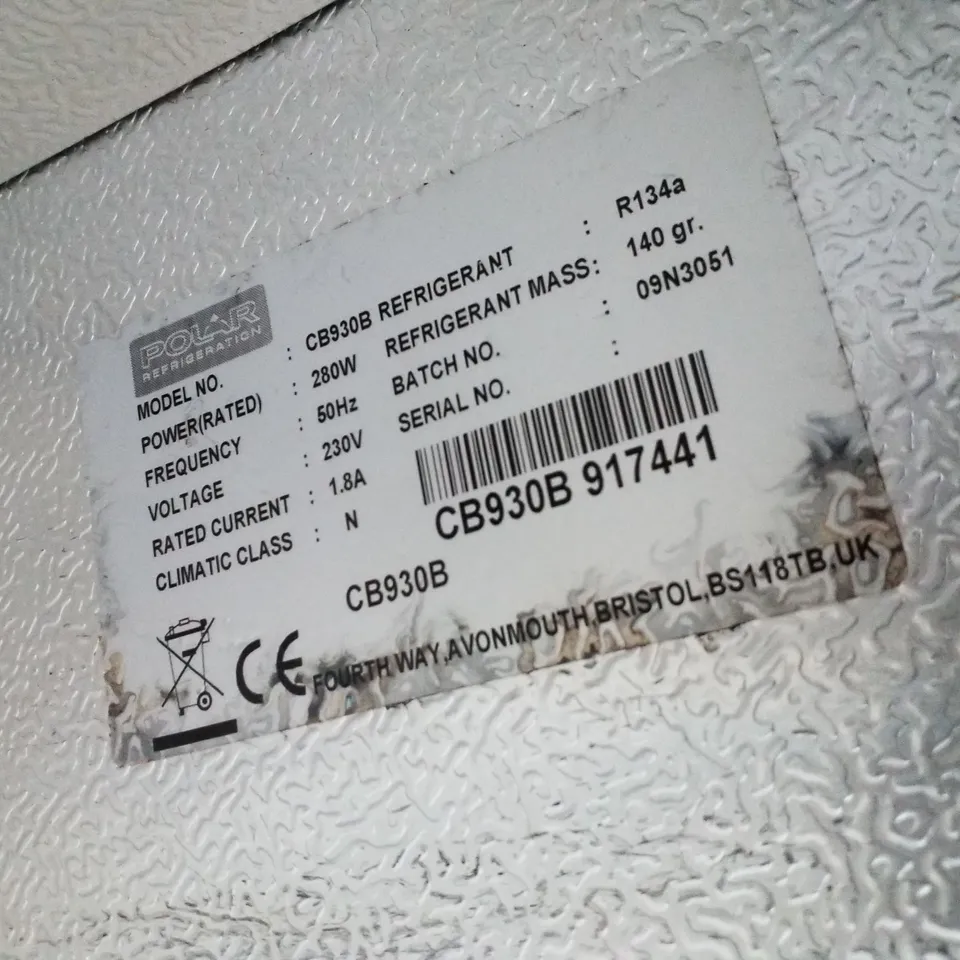 POLAR
REFRIGERATION
MODEL NO. : CB930B
POWER(RATED) : 280W
FREQUENCY : 50Hz
VOLTAGE : 230V
RATED CURRENT : 1.8A
CLIMATIC CLASS : N
REFRIGERANT : R134a
REFRIGERANT MASS: 140 gr.
BATCH NO. : 09N3051
SERIAL NO. :
CB930B 917441
CB930B
CE
FOURTH WAY,AVONMOUTH,BRISTOL,BS118TB,UK